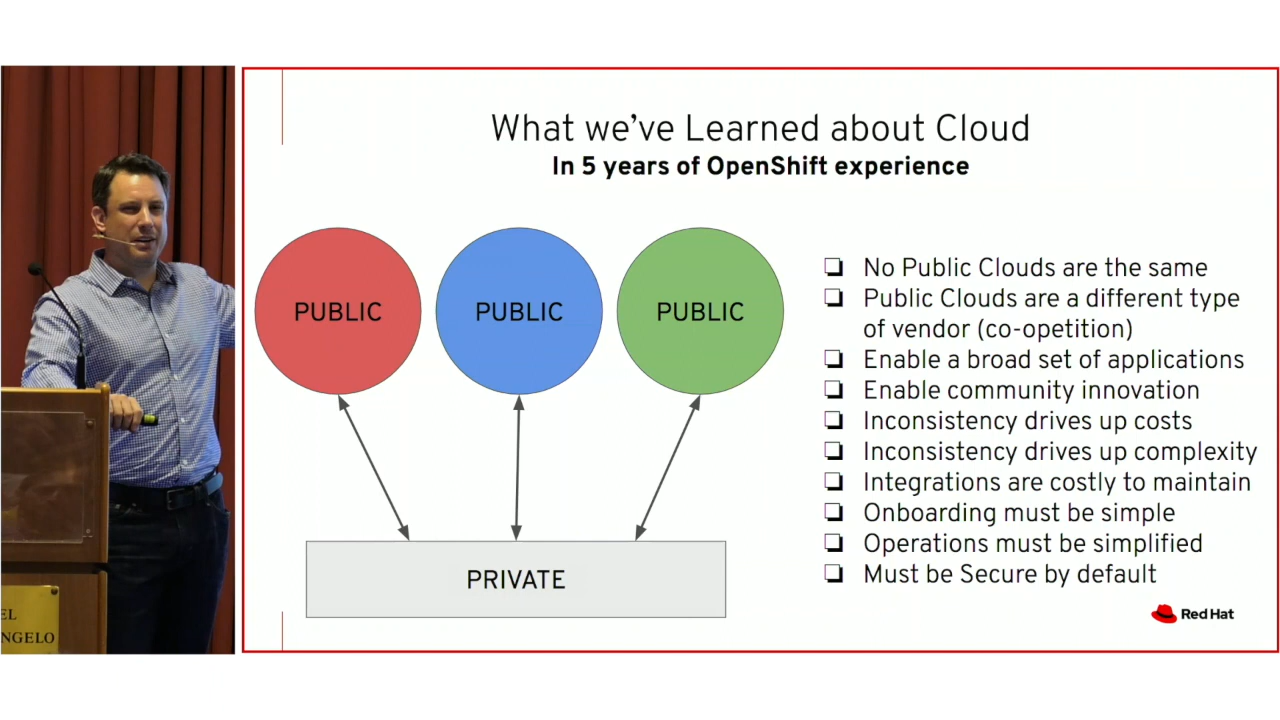 What we've Learned about Cloud
In 5 years of OpenShift experience
PUBLIC
PUBLIC
PUBLIC
PRIVATE
❏ No Public Clouds are the same
❏ Public Clouds are a different type
of vendor (co-opetition)
❏ Enable a broad set of applications
❏ Enable community innovation
❏ Inconsistency drives up costs
❏ Inconsistency drives up complexity
❏ Integrations are costly to maintain
❏ Onboarding must be simple
❏ Operations must be simplified
❏ Must be Secure by default
Red Hat
EL
NGELO